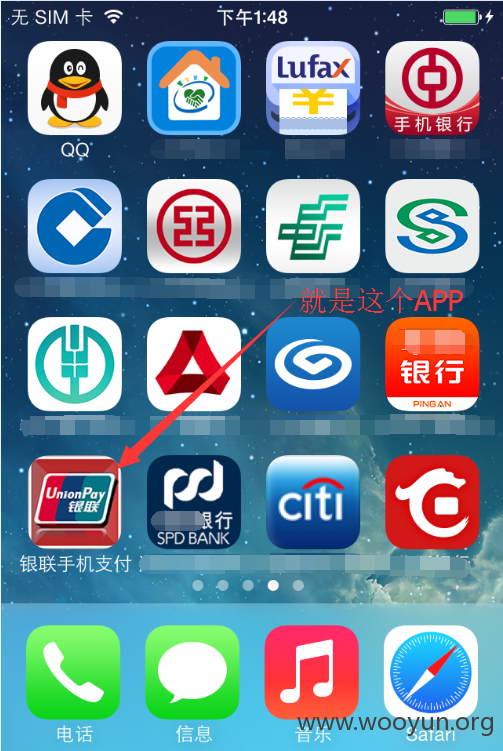 无 SIM 卡
下午1:48
QQ
Lufax
手机银行
就是这个APP
银行
PINGAN
UnionPay
银联
银行
SPD BANK
citi
银联手机支付
电话
信息
音乐
Safari
www.wooyun.org